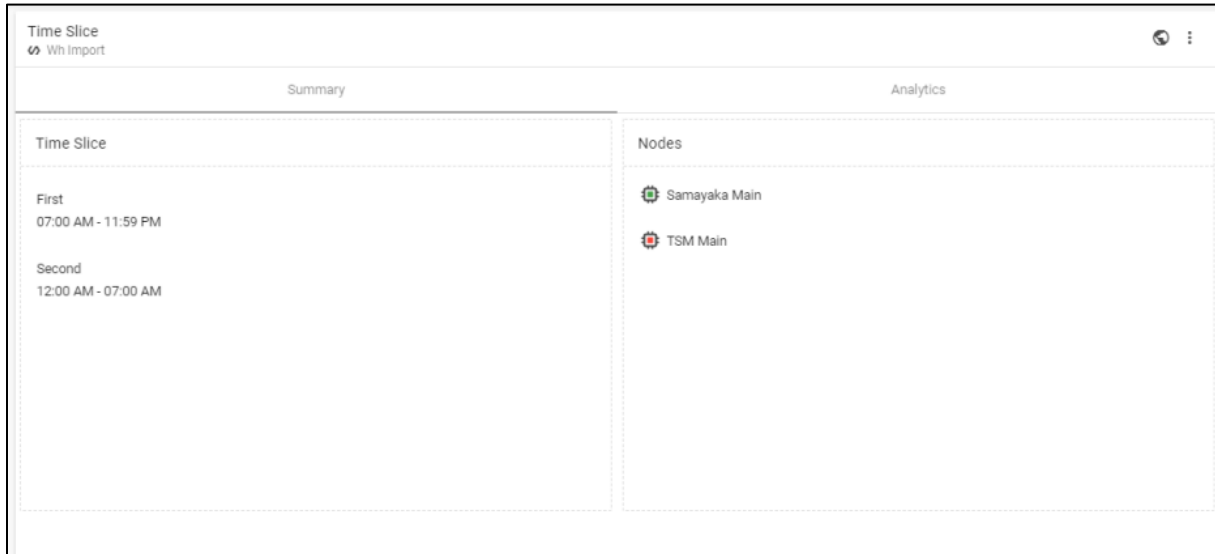 Time Slice
Wh Import
Summary
Analytics
Time Slice
First
07:00 AM - 11:59 PM
Second
12:00 AM - 07:00 AM
Nodes
Samayaka Main
TSM Main